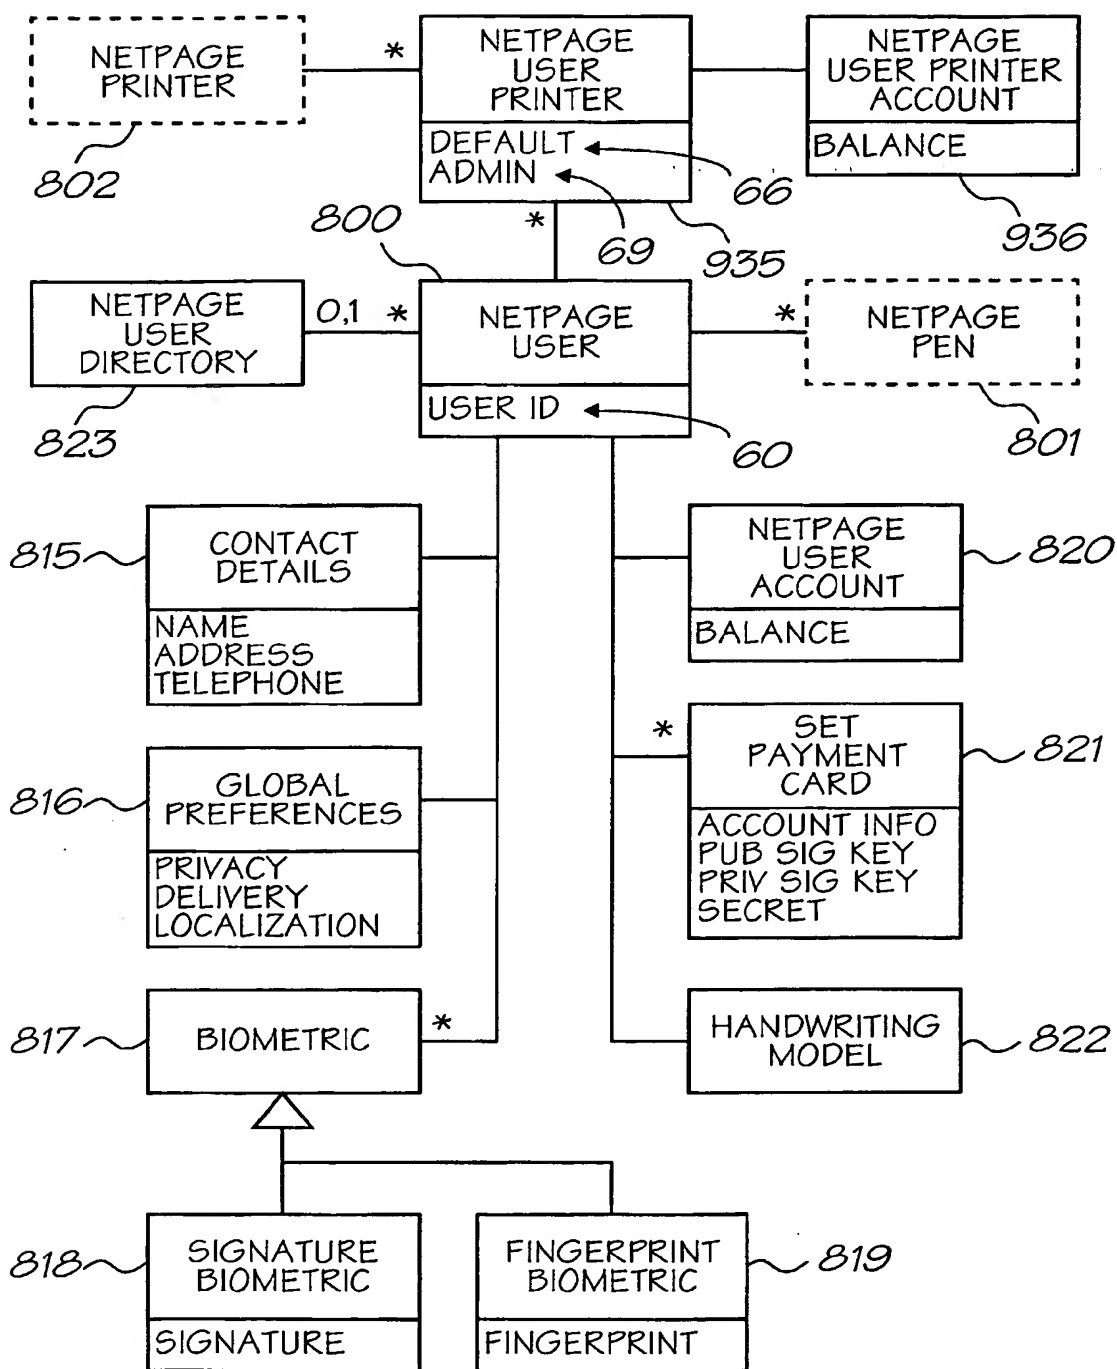 NETPAGE
PRINTER
802
*
NETPAGE
USER
PRINTER
DEFAULT
ADMIN
66
69
935
NETPAGE
USER PRINTER
ACCOUNT
BALANCE
936
*
800
NETPAGE
USER
DIRECTORY
823
0,1
*
NETPAGE
USER
USER ID
60
*
NETPAGE
PEN
801
815
CONTACT
DETAILS
NAME
ADDRESS
TELEPHONE
NETPAGE
USER
ACCOUNT
BALANCE
820
816
GLOBAL
PREFERENCES
PRIVACY
DELIVERY
LOCALIZATION
*
SET
PAYMENT
CARD
ACCOUNT INFO
PUB SIG KEY
PRIV SIG KEY
SECRET
821
817
BIOMETRIC
*
HANDWRITING
MODEL
822
818
SIGNATURE
BIOMETRIC
SIGNATURE
FINGERPRINT
BIOMETRIC
FINGERPRINT
819